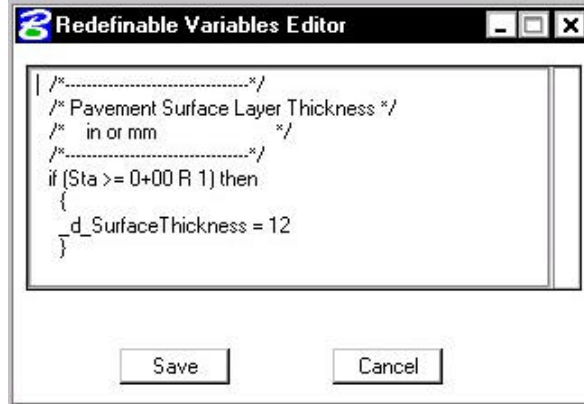 Redefinable Variables Editor
/*--------------------------------*/
/* Pavement Surface Layer Thickness */
/* in or mm */
/*--------------------------------*/
if (Sta >= 0+00 R 1) then
{
_d_SurfaceThickness = 12
}
Save
Cancel